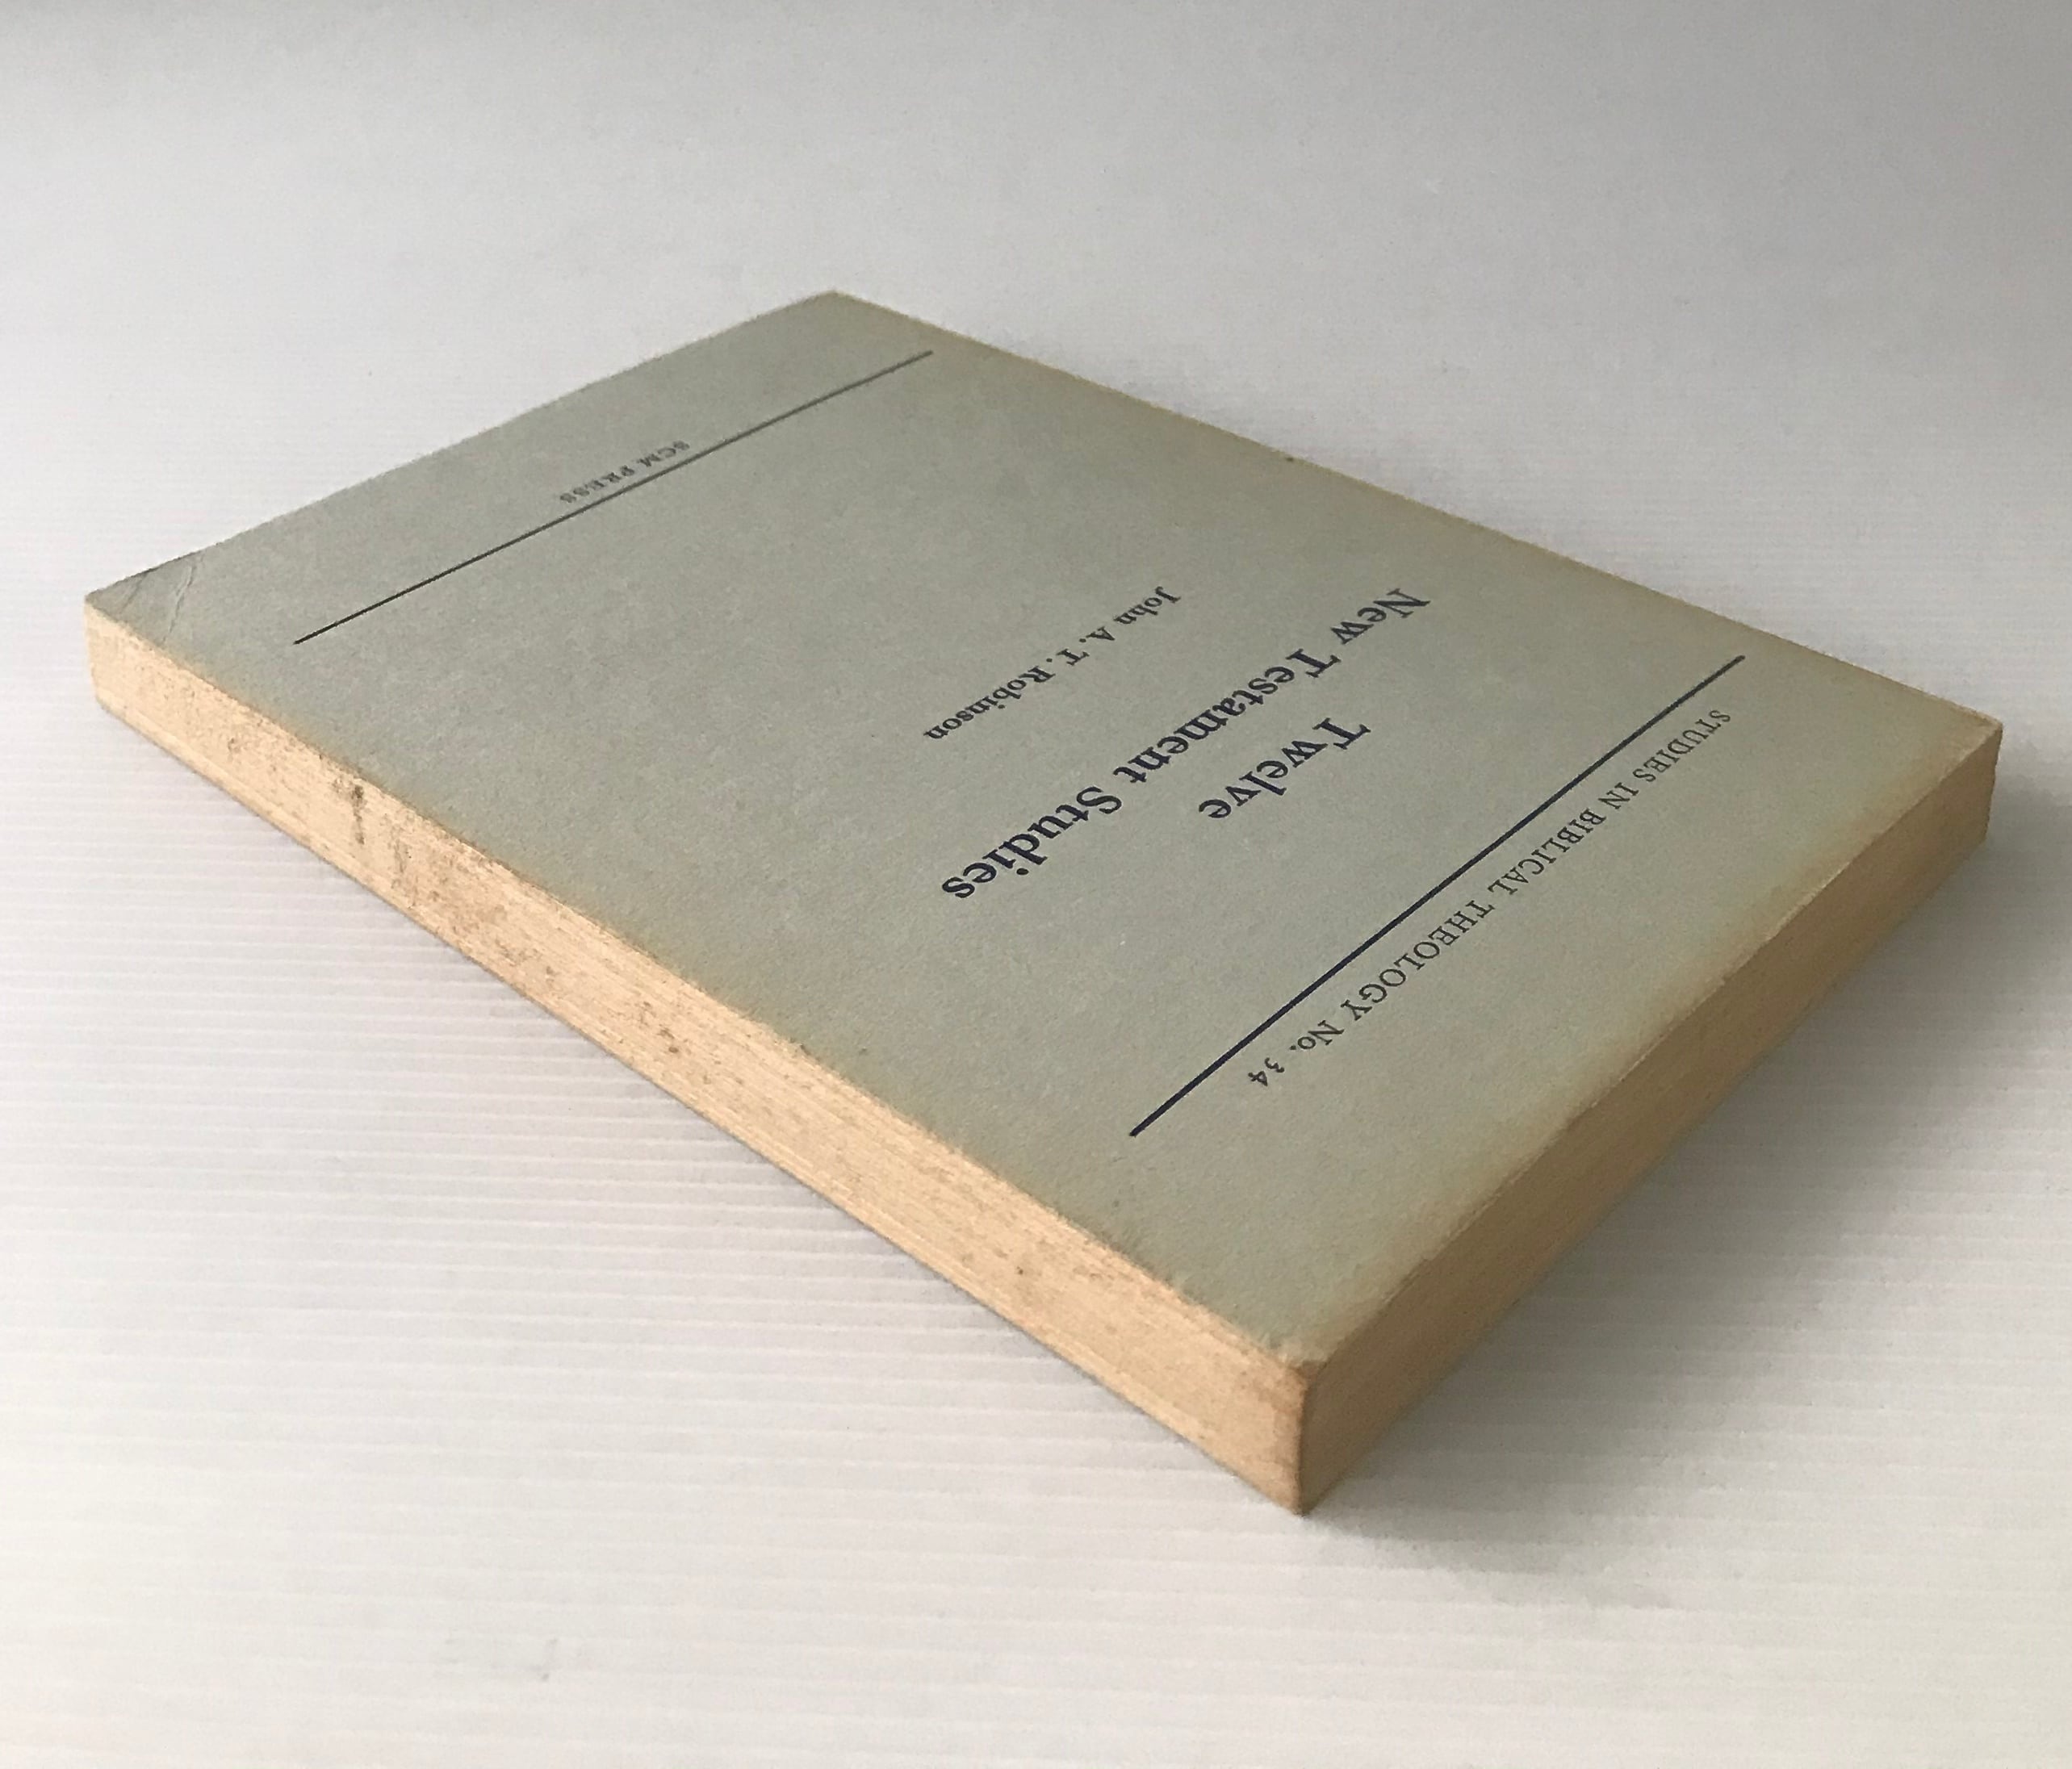 STUDIES IN BIBLICAL THEOLOGY No. 34
Twelve
New Testament Studies
John A. T. Robinson
SCM PRESS